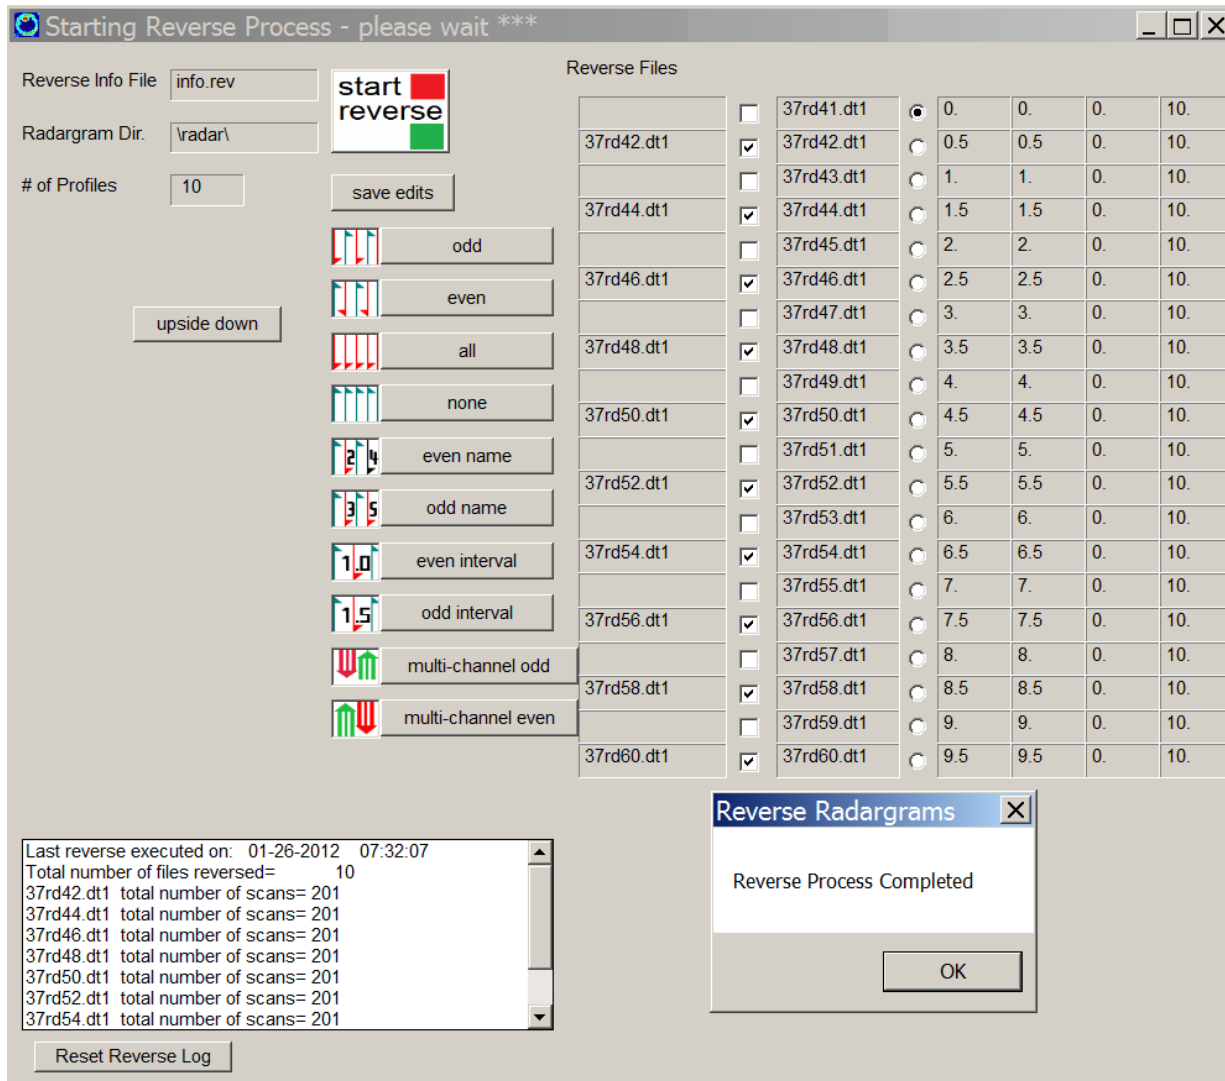 Starting Reverse Process - please wait ***
Reverse Info File info.rev
Radargram Dir. \radar\
# of Profiles 10
start
reverse
save edits
odd
even
upside down
all
none
2 4 even name
3 5 odd name
1.0 even interval
1.5 odd interval
multi-channel odd
multi-channel even
Reverse Files
37rd41.dt1 0. 0. 0. 10.
37rd42.dt1 37rd42.dt1 0.5 0.5 0. 10.
37rd43.dt1 1. 1. 0. 10.
37rd44.dt1 37rd44.dt1 1.5 1.5 0. 10.
37rd45.dt1 2. 2. 0. 10.
37rd46.dt1 37rd46.dt1 2.5 2.5 0. 10.
37rd47.dt1 3. 3. 0. 10.
37rd48.dt1 37rd48.dt1 3.5 3.5 0. 10.
37rd49.dt1 4. 4. 0. 10.
37rd50.dt1 37rd50.dt1 4.5 4.5 0. 10.
37rd51.dt1 5. 5. 0. 10.
37rd52.dt1 37rd52.dt1 5.5 5.5 0. 10.
37rd53.dt1 6. 6. 0. 10.
37rd54.dt1 37rd54.dt1 6.5 6.5 0. 10.
37rd55.dt1 7. 7. 0. 10.
37rd56.dt1 37rd56.dt1 7.5 7.5 0. 10.
37rd57.dt1 8. 8. 0. 10.
37rd58.dt1 37rd58.dt1 8.5 8.5 0. 10.
37rd59.dt1 9. 9. 0. 10.
37rd60.dt1 37rd60.dt1 9.5 9.5 0. 10.
Reverse Radargrams
Reverse Process Completed
OK
Last reverse executed on: 01-26-2012 07:32:07
Total number of files reversed= 10
37rd42.dt1 total number of scans= 201
37rd44.dt1 total number of scans= 201
37rd46.dt1 total number of scans= 201
37rd48.dt1 total number of scans= 201
37rd50.dt1 total number of scans= 201
37rd52.dt1 total number of scans= 201
37rd54.dt1 total number of scans= 201
Reset Reverse Log